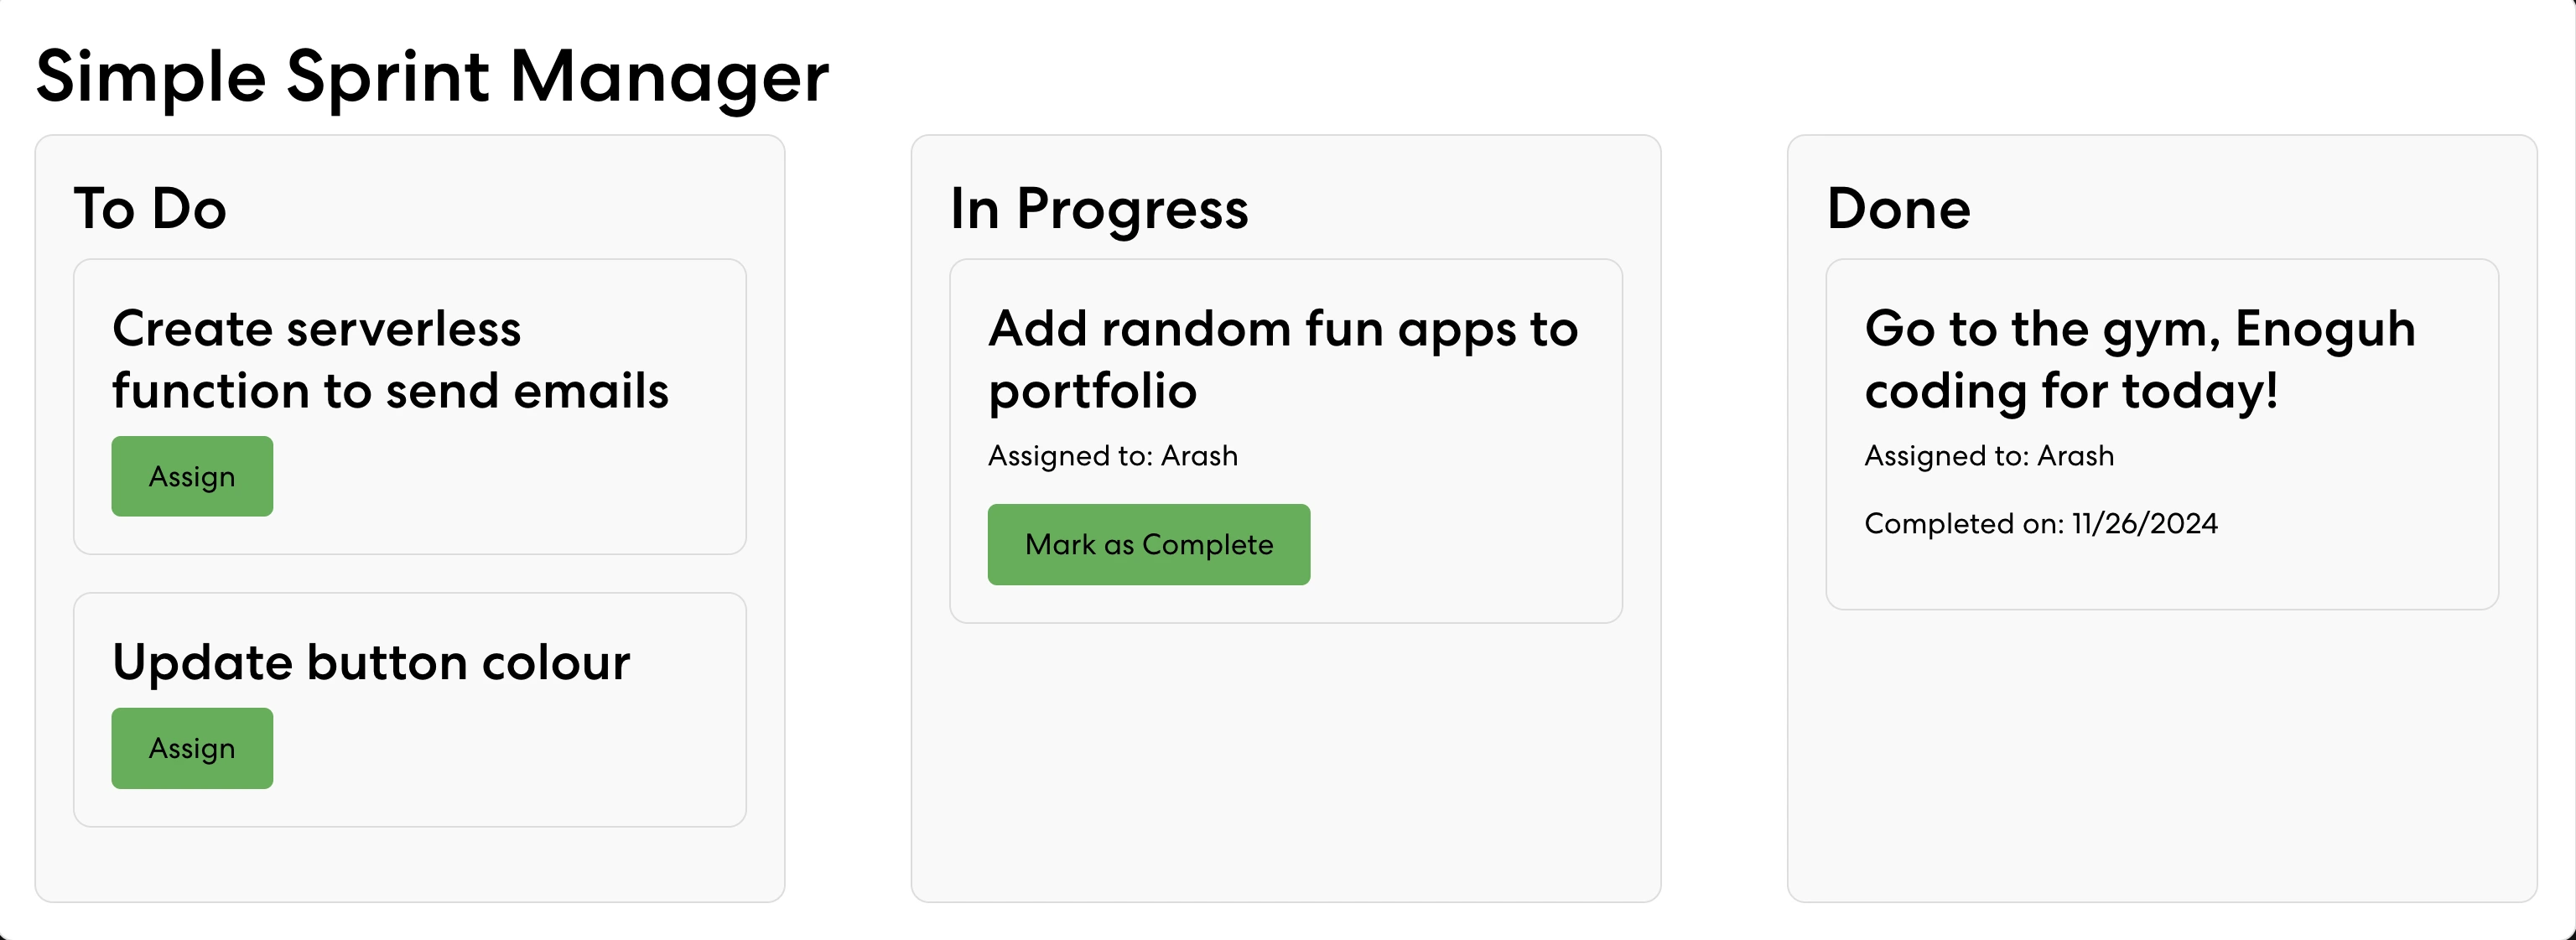 Simple Sprint Manager
To Do
Create serverless
function to send emails
Assign
Update button colour
Assign
In Progress
Add random fun apps to
portfolio
Assigned to: Arash
Mark as Complete
Done
Go to the gym, Enoguh
coding for today!
Assigned to: Arash
Completed on: 11/26/2024